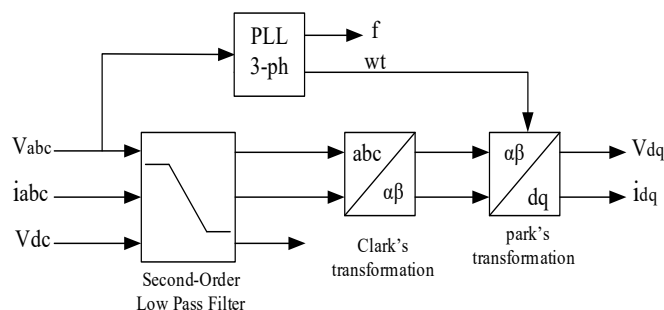 PLL
3-ph
f
wt
Vabc
iabc
Vdc
abc
αβ
αβ
dq
Vdq
idq
Clark's
transformation
park's
transformation
Second-Order
Low Pass Filter